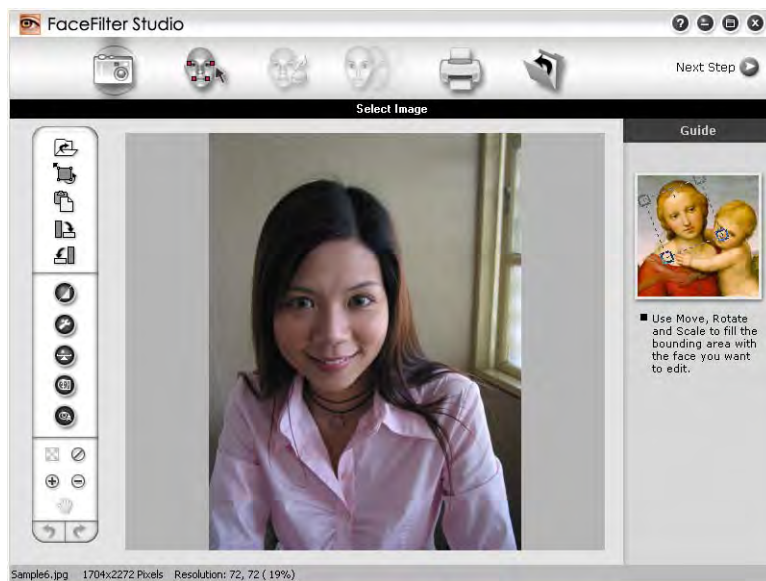 FaceFilter Studio
Next Step
Select Image
Guide
Use Move, Rotate
and Scale to fill the
bounding area with
the face you want
to edit.
Sample6.jpg 1704x2272 Pixels Resolution: 72, 72 ( 19%)